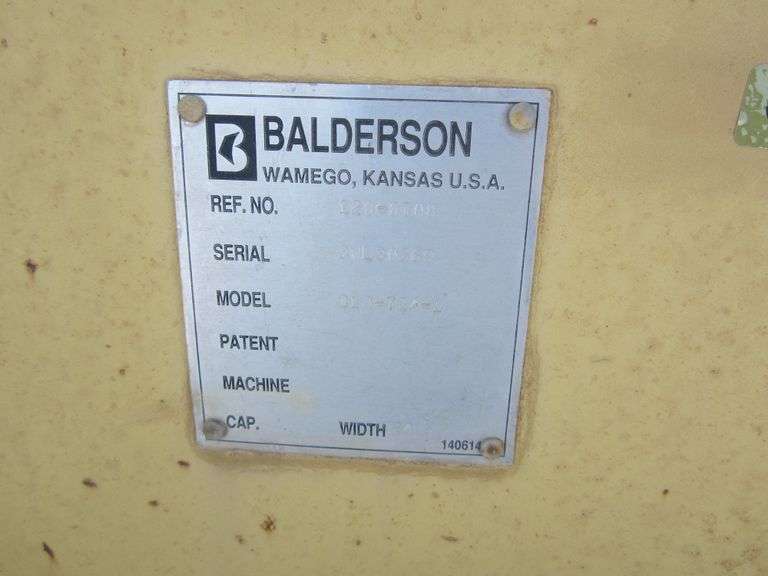 BALDERSON
WAMEGO, KANSAS U.S.A.
REF. NO.
SERIAL
MODEL
PATENT
MACHINE
CAP. WIDTH
140614